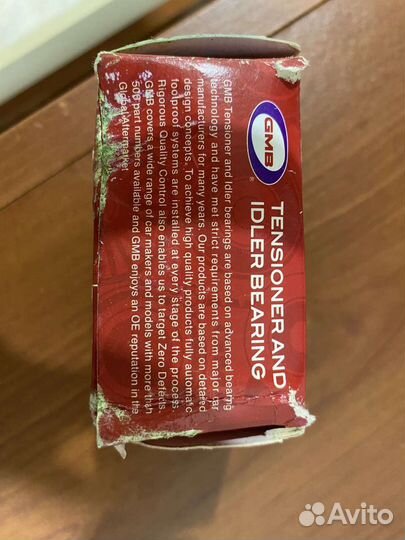 GMB
®
TENSIONER AND
IDLER BEARING
GMB Tensioner and Idler bearings are based on advanced bearing
technology and have met strict requirements from major car
manufacturers for many years. Our products are based on detailed
design concepts. To achieve high quality products fully automatic
foolproof systems are installed at every stage of the process.
Rigorous Quality Control also enables us to target Zero Defects.
GMB covers a wide range of car makers and models with more than
506 part numbers available and GMB enjoys an OE reputation in the
Global Aftermarket
Avito